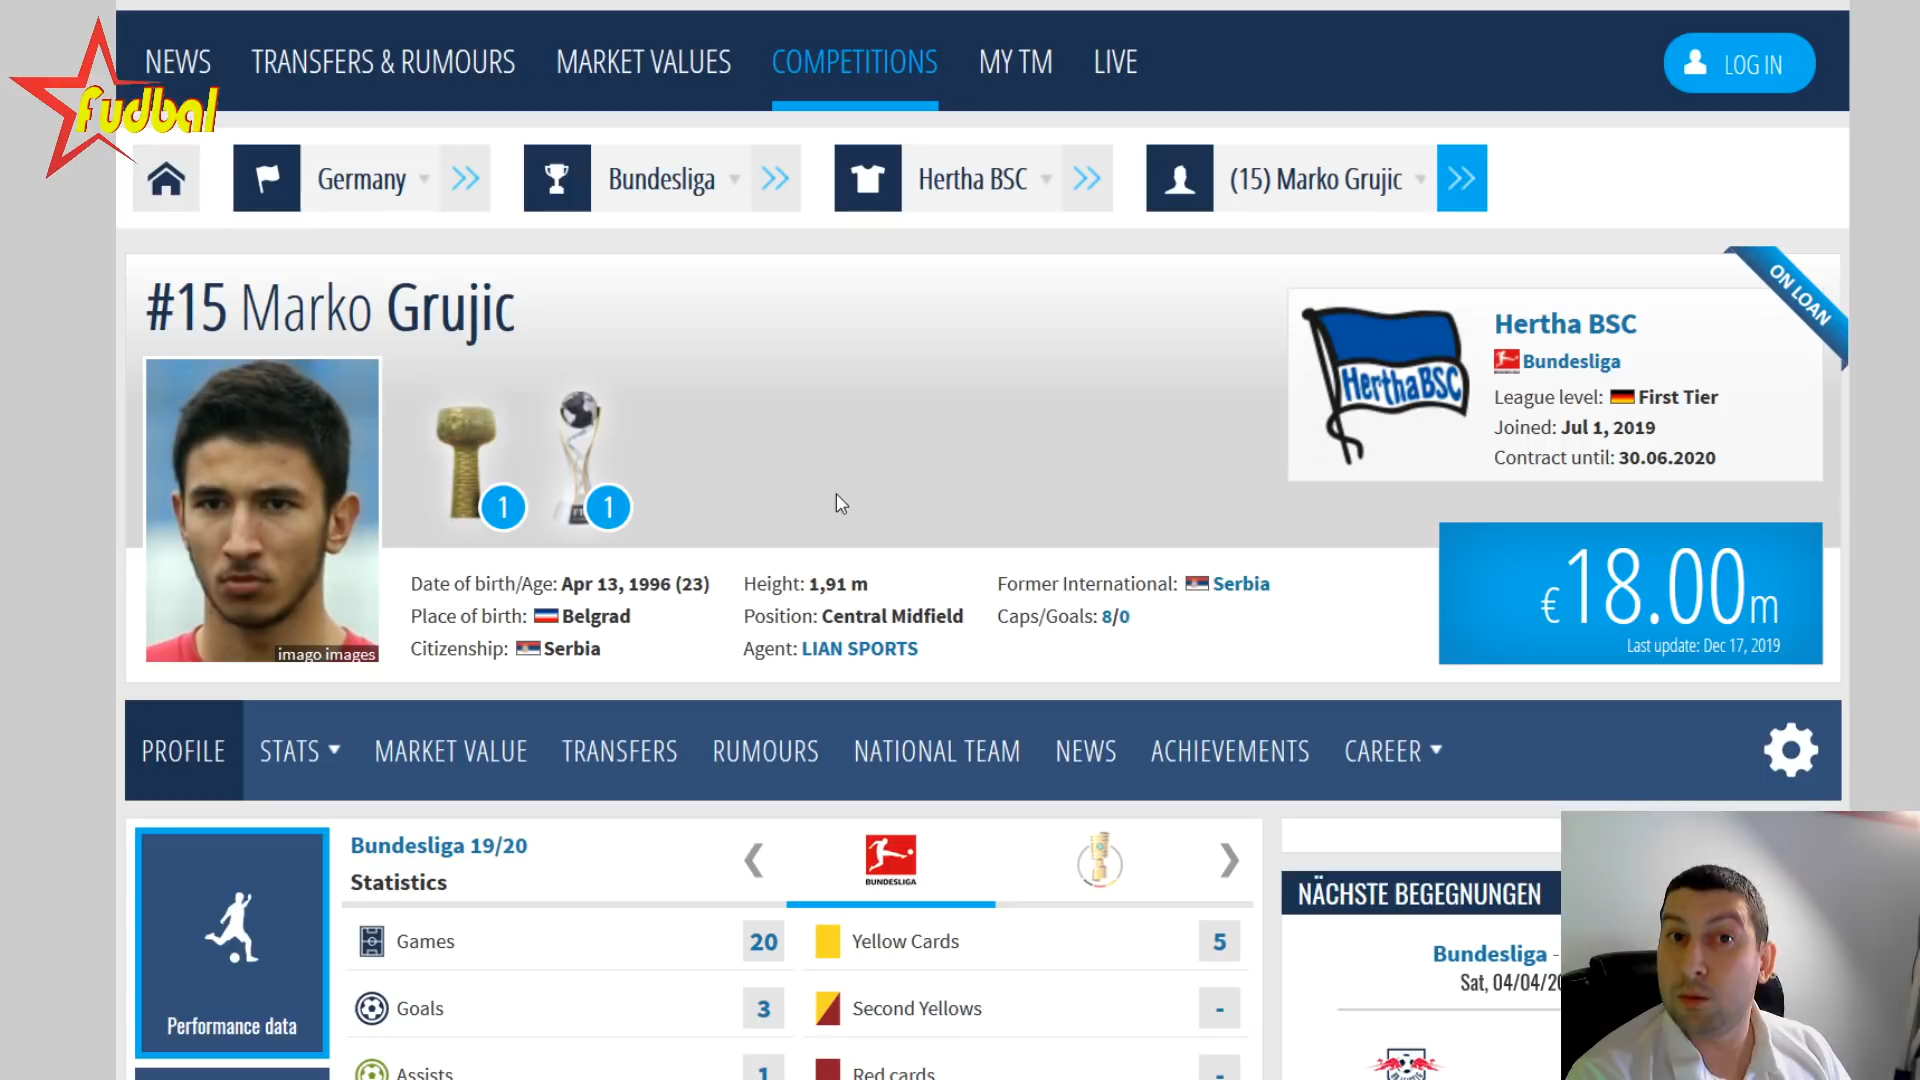 fudbal
NEWS TRANSFERS & RUMOURS MARKET VALUES COMPETITIONS MY TM LIVE LOG IN
Germany Bundesliga Hertha BSC (15) Marko Grujic
ON LOAN
#15 Marko Grujic
Hertha BSC
Bundesliga
League level: First Tier
Joined: Jul 1, 2019
Contract until: 30.06.2020
HerthaBSC
1 1
imago images
Date of birth/Age: Apr 13, 1996 (23) Height: 1,91 m Former International: Serbia
Place of birth: Belgrad Position: Central Midfield Caps/Goals: 8/0
Citizenship: Serbia Agent: LIAN SPORTS
€18.00m
Last update: Dec 17, 2019
PROFILE STATS MARKET VALUE TRANSFERS RUMOURS NATIONAL TEAM NEWS ACHIEVEMENTS CAREER
Performance data
Bundesliga 19/20
Statistics
BUNDESLIGA
Games 20 Yellow Cards 5
Goals 3 Second Yellows -
Assists 1 Red cards -
NÄCHSTE BEGEGNUNGEN
Bundesliga -
Sat, 04/04/20